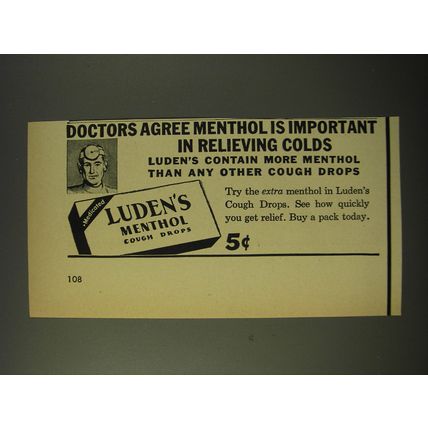 DOCTORS AGREE MENTHOL IS IMPORTANT
IN RELIEVING COLDS
LUDEN'S CONTAIN MORE MENTHOL
THAN ANY OTHER COUGH DROPS
Try the extra menthol in Luden's
Cough Drops. See how quickly
you get relief. Buy a pack today.
Medicated
LUDEN'S
MENTHOL
COUGH DROPS
5¢
108